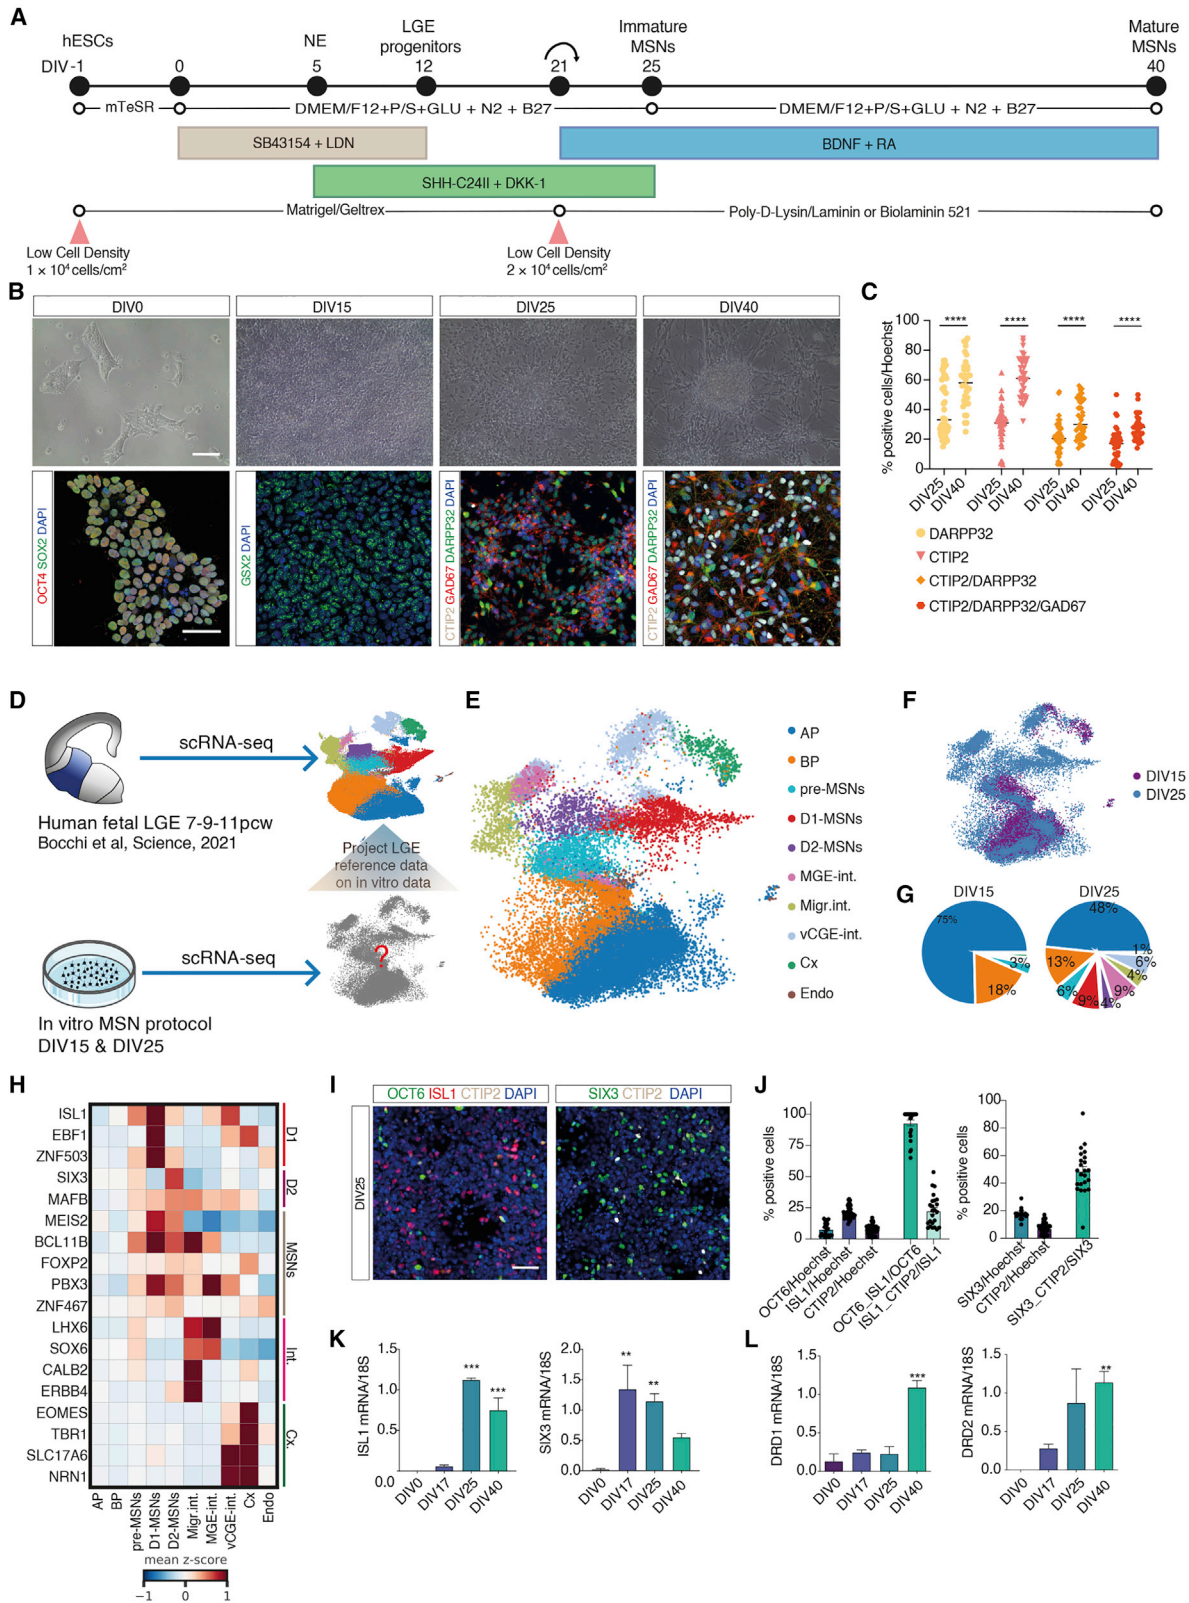 A
hESCs
NE
LGE
progenitors
Immature
MSNs
Mature
MSNs
DIV -1
0
5
12
21
25
40
mTeSR
DMEM/F12+P/S+GLU + N2 + B27
DMEM/F12+P/S+GLU + N2 + B27
SB43154 + LDN
BDNF + RA
SHH-C24II + DKK-1
Matrigel/Geltrex
Poly-D-Lysin/Laminin or Biolaminin 521
Low Cell Density
1 × 10⁴ cells/cm²
Low Cell Density
2 × 10⁴ cells/cm²
B
DIV0
DIV15
DIV25
DIV40
OCT4 SOX2 DAPI
GSX2 DAPI
CTIP2 GAD67 DARPP32 DAPI
CTIP2 GAD67 DARPP32 DAPI
C
% positive cells/Hoechst
100
80
60
40
20
0
**** **** **** ****
DIV25
DIV40
DIV25
DIV40
DIV25
DIV40
DIV25
DIV40
DARPP32
CTIP2
CTIP2/DARPP32
CTIP2/DARPP32/GAD67
D
scRNA-seq
Human fetal LGE 7-9-11pcw
Bocchi et al, Science, 2021
Project LGE
reference data
on in vitro data
scRNA-seq
?
In vitro MSN protocol
DIV15 & DIV25
E
AP
BP
pre-MSNs
D1-MSNs
D2-MSNs
MGE-int.
Migr.int.
vCGE-int.
Cx
Endo
F
DIV15
DIV25
G
DIV15
75%
3%
18%
DIV25
48%
1%
6%
4%
9%
4%
9%
6%
13%
H
ISL1
EBF1
ZNF503
SIX3
MAFB
MEIS2
BCL11B
FOXP2
PBX3
ZNF467
LHX6
SOX6
CALB2
ERBB4
EOMES
TBR1
SLC17A6
NRN1
D1
D2
MSNs
Int.
Cx.
AP
BP
pre-MSNs
D1-MSNs
D2-MSNs
Migr.int.
MGE-int.
vCGE-int.
Cx
Endo
mean z-score
−1
0
1
I
OCT6 ISL1 CTIP2 DAPI
SIX3 CTIP2 DAPI
DIV25
J
% positive cells
100
75
50
25
0
OCT6/Hoechst
ISL1/Hoechst
CTIP2/Hoechst
OCT6_ISL1/OCT6
ISL1_CTIP2/ISL1
% positive cells
100
80
60
40
20
0
SIX3/Hoechst
CTIP2/Hoechst
SIX3_CTIP2/SIX3
K
ISL1 mRNA/18S
1.5
1.0
0.5
0.0
***
***
DIV0
DIV17
DIV25
DIV40
SIX3 mRNA/18S
2.0
1.5
1.0
0.5
0.0
**
**
DIV0
DIV17
DIV25
DIV40
L
DRD1 mRNA/18S
1.5
1.0
0.5
0.0
***
DIV0
DIV17
DIV25
DIV40
DRD2 mRNA/18S
1.5
1.0
0.5
0.0
**
DIV0
DIV17
DIV25
DIV40